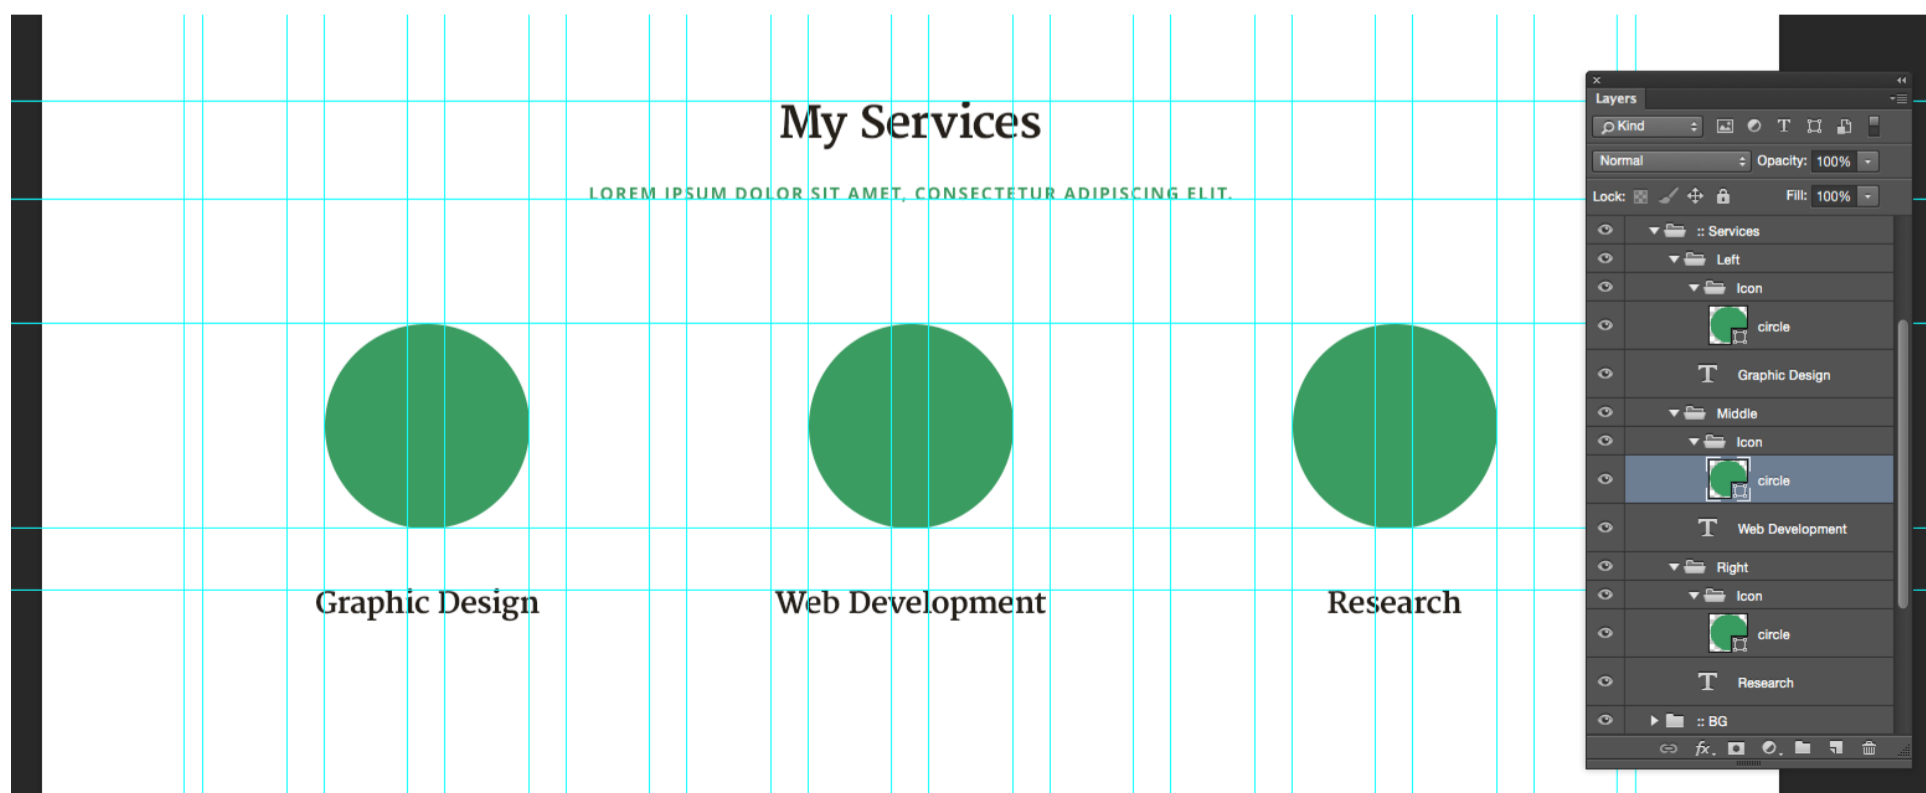 My Services
LOREM IPSUM DOLOR SIT AMET, CONSECTETUR ADIPISCING ELIT.
Graphic Design
Web Development
Research
Layers
Kind
Normal
Opacity: 100%
Lock:
Fill: 100%
:: Services
Left
Icon
circle
Graphic Design
Middle
Icon
circle
Web Development
Right
Icon
circle
Research
:: BG
fx